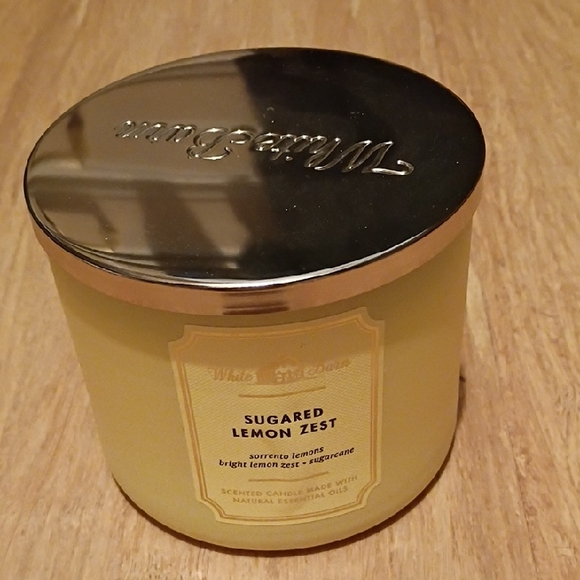 White Barn
White Barn
SUGARED
LEMON ZEST
sorrento lemons
bright lemon zest • sugarcane
SCENTED CANDLE MADE WITH
NATURAL ESSENTIAL OILS